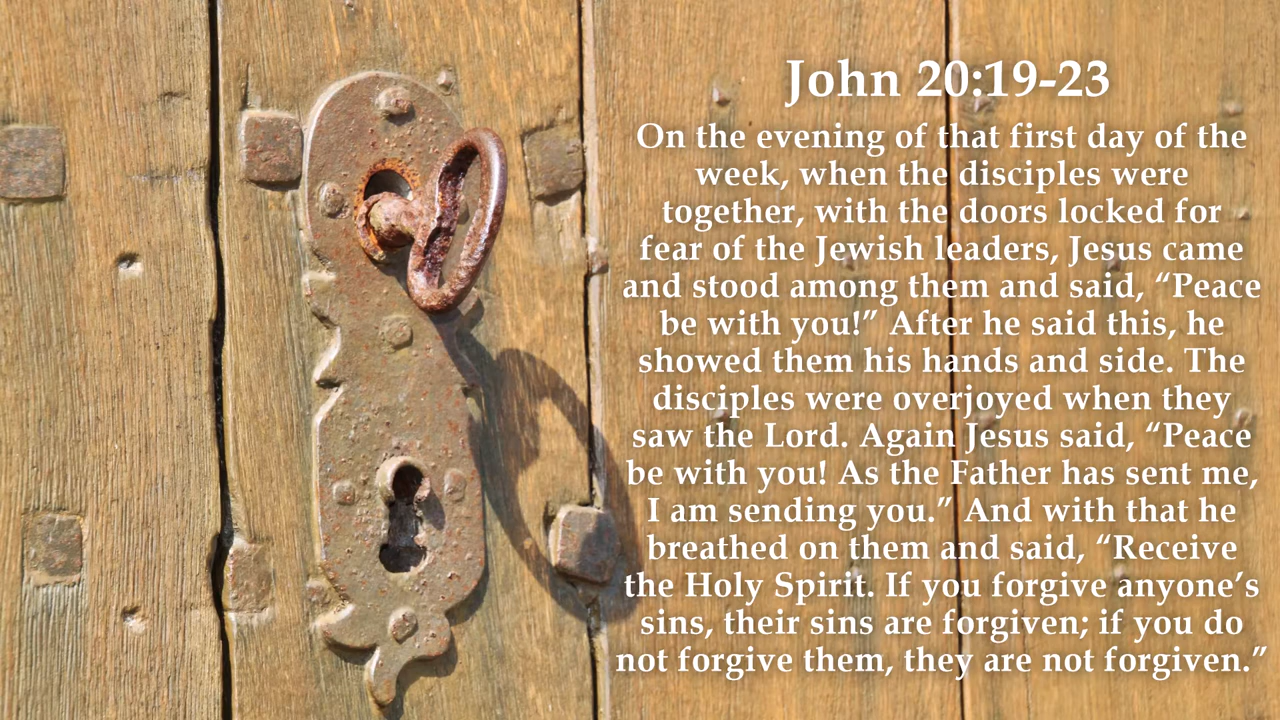 John 20:19-23
On the evening of that first day of the
week, when the disciples were
together, with the doors locked for
fear of the Jewish leaders, Jesus came
and stood among them and said, “Peace
be with you!” After he said this, he
showed them his hands and side. The
disciples were overjoyed when they
saw the Lord. Again Jesus said, “Peace
be with you! As the Father has sent me,
I am sending you.” And with that he
breathed on them and said, “Receive
the Holy Spirit. If you forgive anyone’s
sins, their sins are forgiven; if you do
not forgive them, they are not forgiven.”